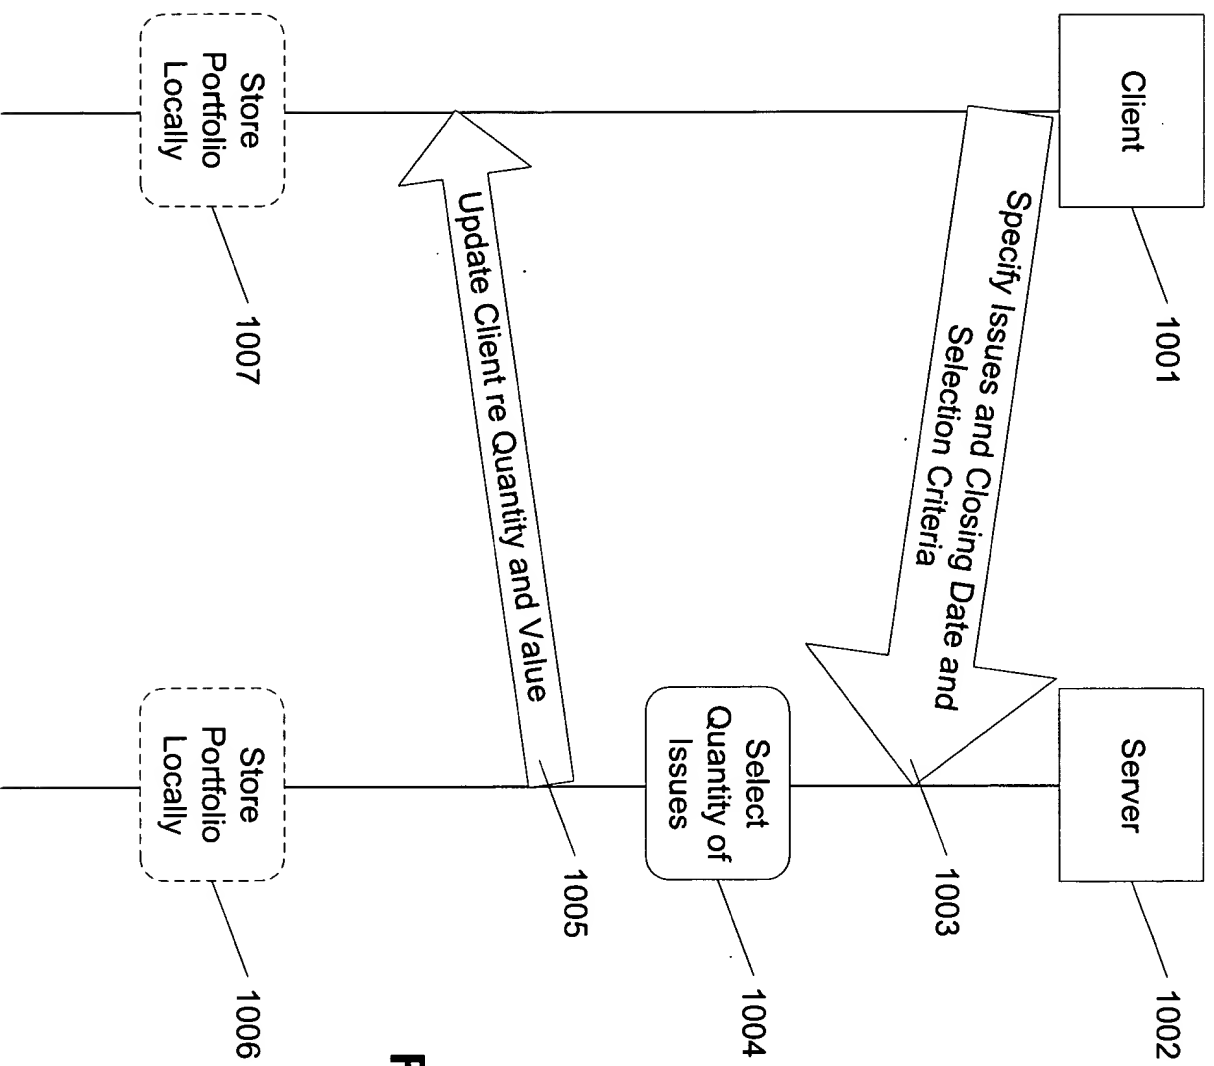 Client
1001
Server
1002
Specify Issues and Closing Date and
Selection Criteria
1003
Select
Quantity of
Issues
1004
Update Client re Quantity and Value
1005
Store
Portfolio
Locally
1007
Store
Portfolio
Locally
1006